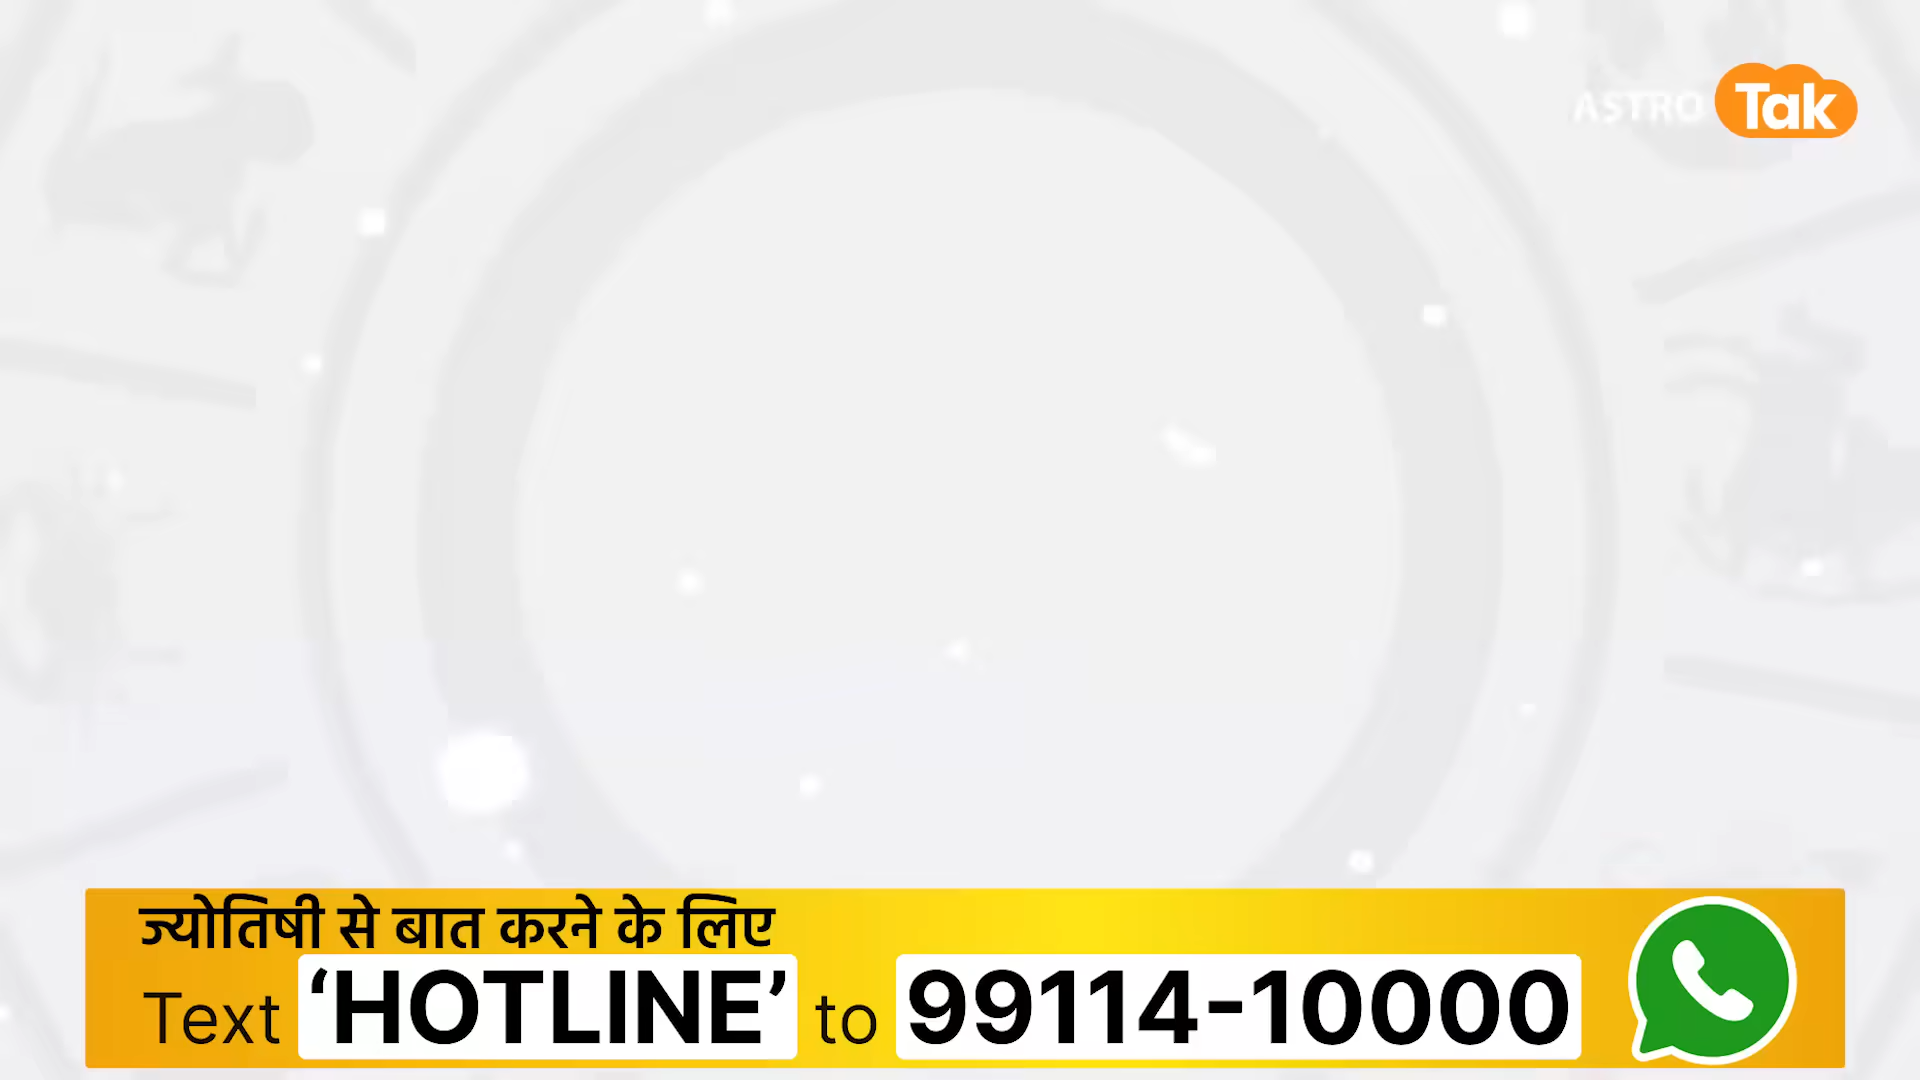 ASTRO Tak
ज्योतिषी से बात करने के लिए
Text ‘HOTLINE’ to 99114-10000